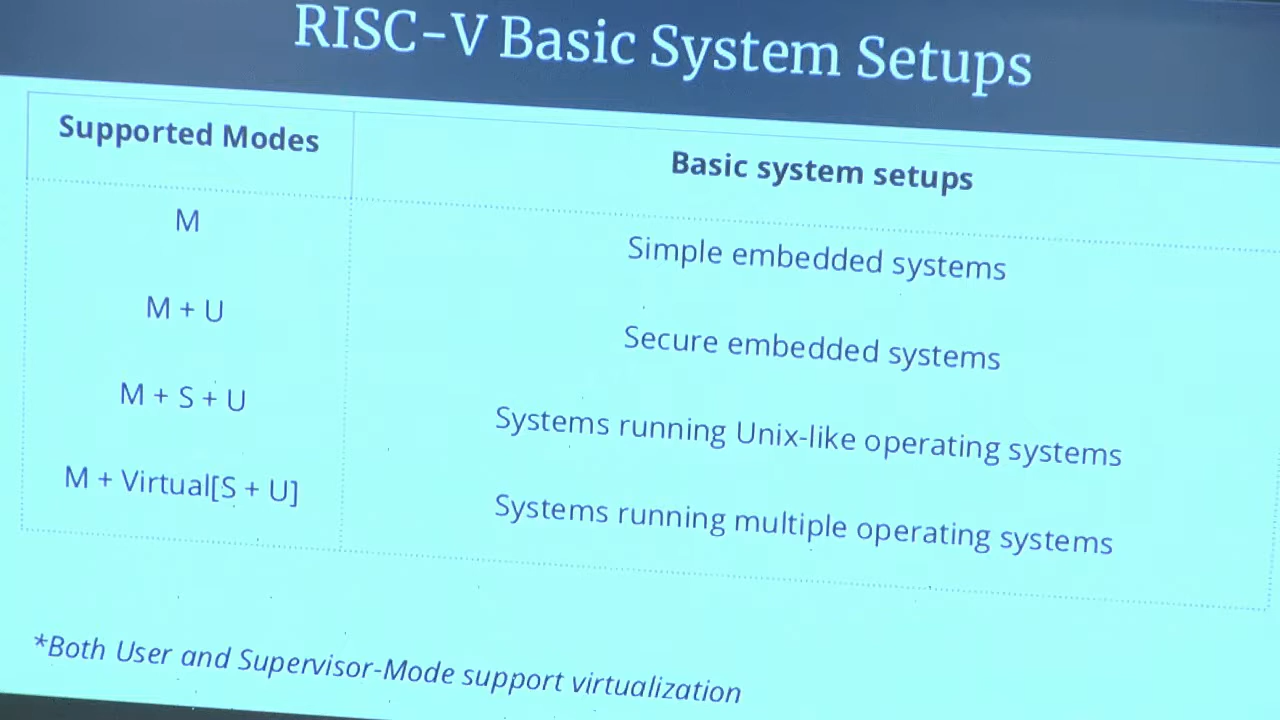 RISC-V Basic System Setups
Supported Modes
Basic system setups
M
Simple embedded systems
M + U
Secure embedded systems
M + S + U
Systems running Unix-like operating systems
M + Virtual[S + U]
Systems running multiple operating systems
*Both User and Supervisor-Mode support virtualization